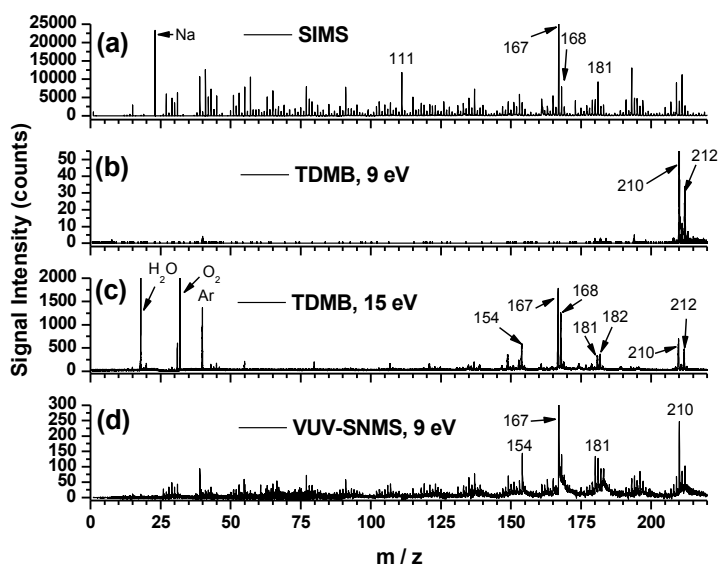 Signal Intensity (counts)
25000
20000
15000
10000
5000
0
(a)
Na
SIMS
111
167
168
181
50
40
30
20
10
0
(b)
TDMB, 9 eV
210
212
2000
1500
1000
500
0
(c)
H2O
O2
Ar
TDMB, 15 eV
154
167
168
181
182
210
212
300
250
200
150
100
50
0
(d)
VUV-SNMS, 9 eV
154
167
181
210
0 25 50 75 100 125 150 175 200
m / z